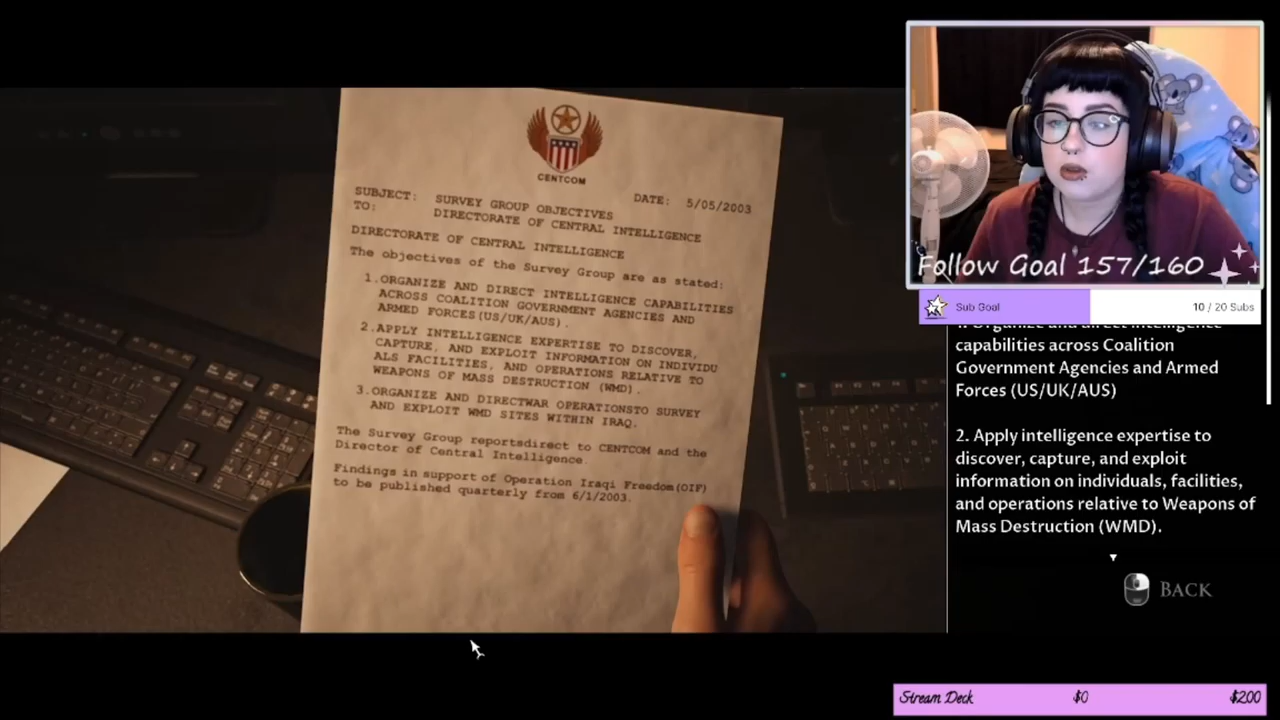 CENTCOM
SUBJECT: SURVEY GROUP OBJECTIVES DATE: 5/05/2003
TO: DIRECTORATE OF CENTRAL INTELLIGENCE
DIRECTORATE OF CENTRAL INTELLIGENCE
The objectives of the Survey Group are as stated:
1.ORGANIZE AND DIRECT INTELLIGENCE CAPABILITIES
ACROSS COALITION GOVERNMENT AGENCIES AND
ARMED FORCES(US/UK/AUS).
2.APPLY INTELLIGENCE EXPERTISE TO DISCOVER,
CAPTURE, AND EXPLOIT INFORMATION ON INDIVIDU
ALS FACILITIES, AND OPERATIONS RELATIVE TO
WEAPONS OF MASS DESTRUCTION (WMD).
3.ORGANIZE AND DIRECTWAR OPERATIONSTO SURVEY
AND EXPLOIT WMD SITES WITHIN IRAQ.
The Survey Group reportsdirect to CENTCOM and the
Director of Central Intelligence.
Findings in support of Operation Iraqi Freedom(OIF)
to be published quarterly from 6/1/2003.
Follow Goal 157/160
Sub Goal 10 / 20 Subs
1. Organize and direct intelligence
capabilities across Coalition
Government Agencies and Armed
Forces (US/UK/AUS)
2. Apply intelligence expertise to
discover, capture, and exploit
information on individuals, facilities,
and operations relative to Weapons of
Mass Destruction (WMD).
BACK
Stream Deck $0 $200